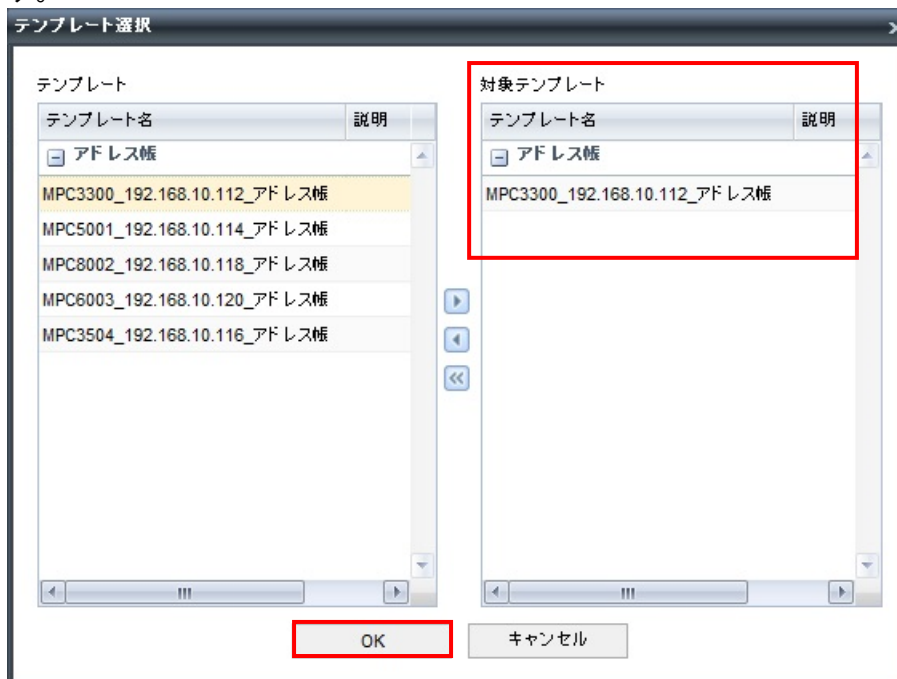 す。
テンプレート選択
テンプレート
テンプレート名 説明
アドレス帳
MPC3300_192.168.10.112_アドレス帳
MPC5001_192.168.10.114_アドレス帳
MPC8002_192.168.10.118_アドレス帳
MPC6003_192.168.10.120_アドレス帳
MPC3504_192.168.10.116_アドレス帳
対象テンプレート
テンプレート名 説明
アドレス帳
MPC3300_192.168.10.112_アドレス帳
OK
キャンセル